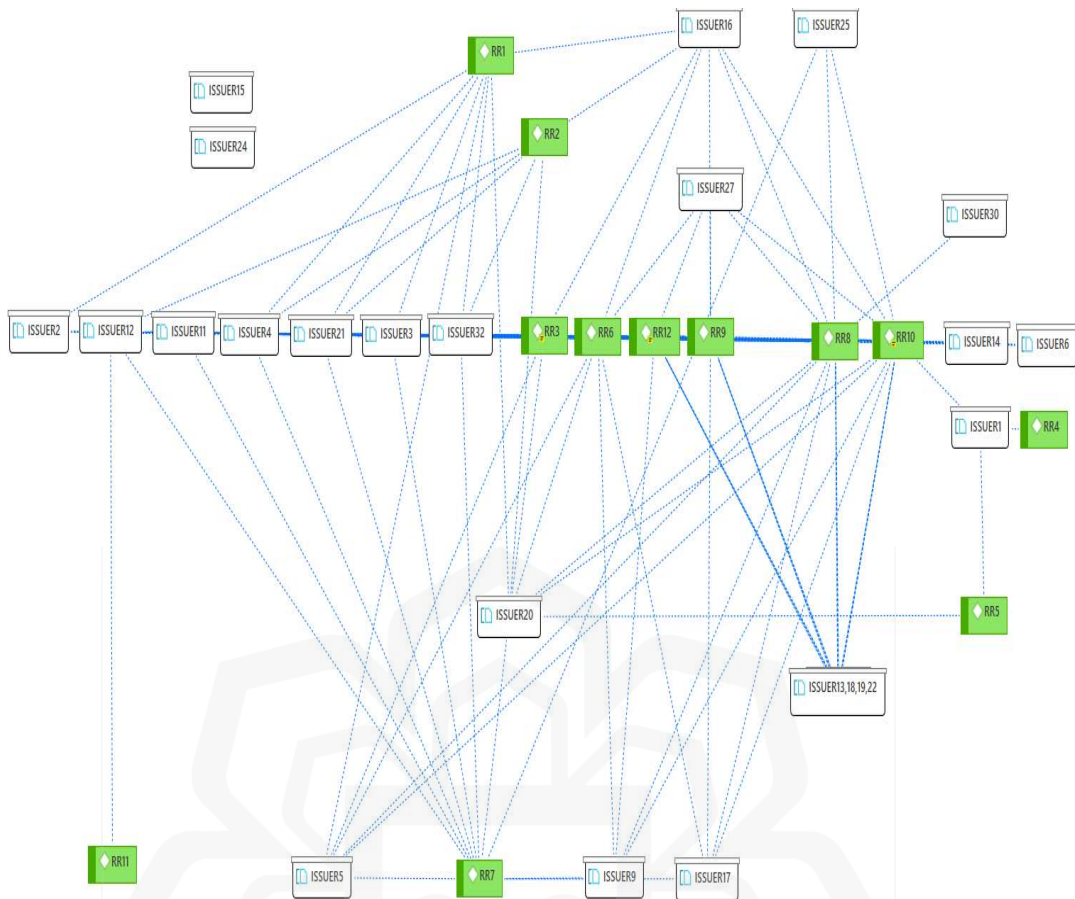 ISSUER16
ISSUER25
RR1
ISSUER15
RR2
ISSUER24
ISSUER27
ISSUER30
ISSUER2
ISSUER12
ISSUER11
ISSUER4
ISSUER21
ISSUER3
ISSUER32
RR3
RR6
RR12
RR9
RR8
RR10
ISSUER14
ISSUER6
ISSUER1
RR4
ISSUER20
RR5
ISSUER13,18,19,22
RR11
ISSUER5
RR7
ISSUER9
ISSUER17